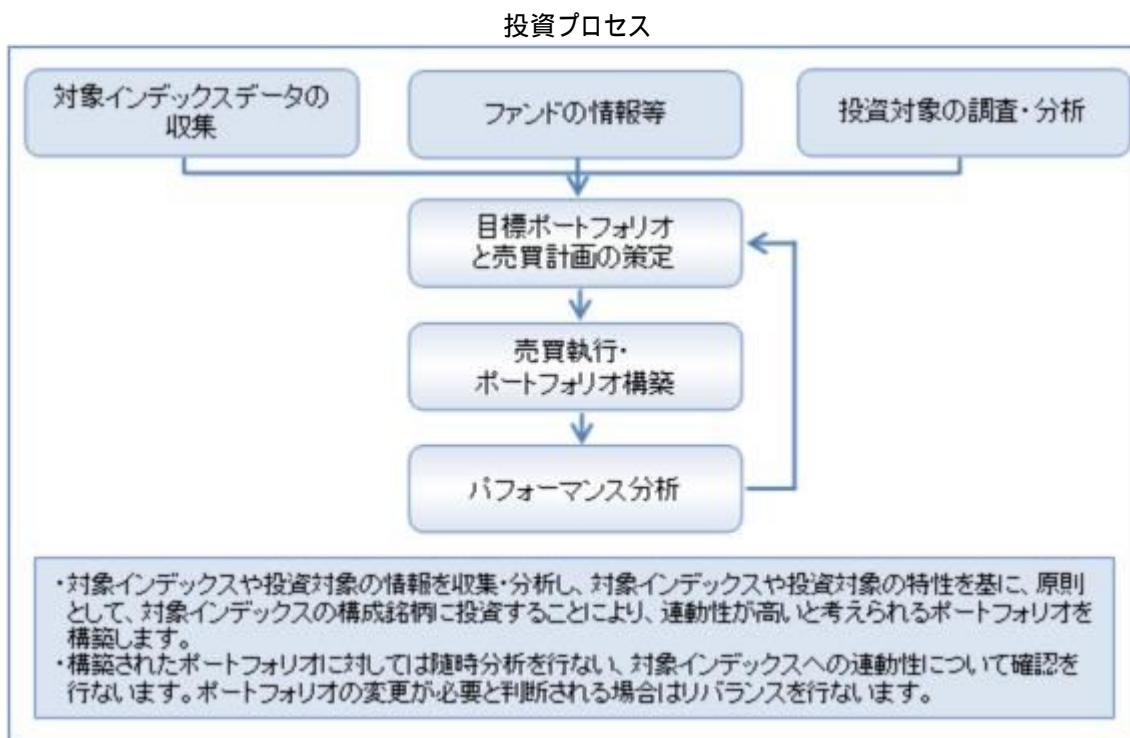 投資プロセス
対象インデックスデータの
収集
ファンドの情報等
投資対象の調査・分析
目標ポートフォリオ
と売買計画の策定
売買執行・
ポートフォリオ構築
パフォーマンス分析
・対象インデックスや投資対象の情報を収集・分析し、対象インデックスや投資対象の特性を基に、原則
として、対象インデックスの構成銘柄に投資することにより、連動性が高いと考えられるポートフォリオを
構築します。
・構築されたポートフォリオに対しては随時分析を行ない、対象インデックスへの連動性について確認を
行ないます。ポートフォリオの変更が必要と判断される場合はリバランスを行ないます。